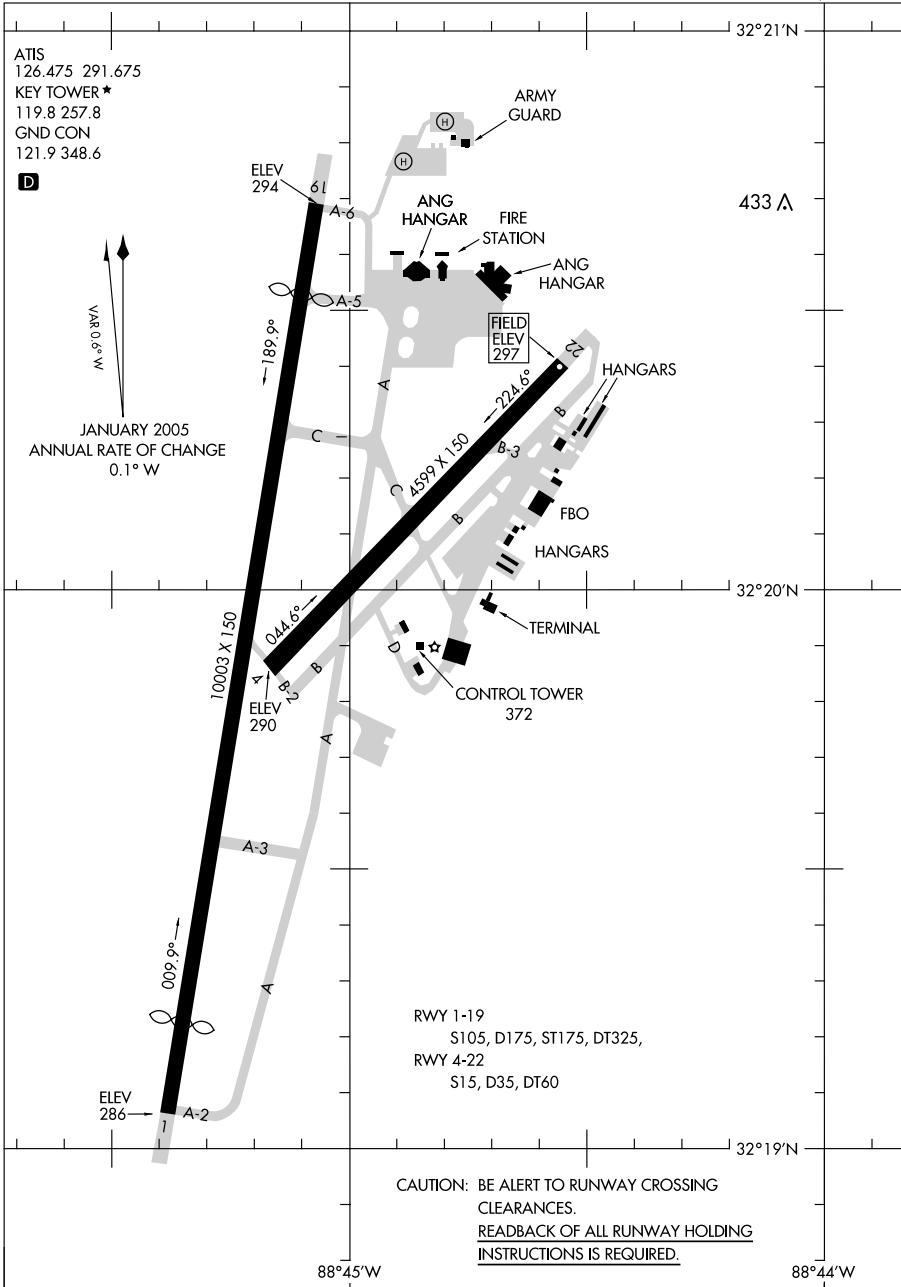 32°21'N
ATIS
126.475 291.675
KEY TOWER★
119.8 257.8
GND CON
121.9 348.6
D
ARMY
GUARD
H
H
ELEV
294
19
A-6
ANG
HANGAR
FIRE
STATION
433
ANG
HANGAR
A-5
VAR 0.6° W
189.9°
FIELD
ELEV
297
22
HANGARS
A
224.6°
B
JANUARY 2005
ANNUAL RATE OF CHANGE
0.1° W
C
4599 X 150
B-3
C
B
FBO
HANGARS
32°20'N
044.6°
TERMINAL
D
10003 X 150
4
B
B-2
CONTROL TOWER
372
ELEV
290
A
A-3
009.9°
A
RWY 1-19
S105, D175, ST175, DT325,
RWY 4-22
S15, D35, DT60
ELEV
286
A-2
1
32°19'N
CAUTION: BE ALERT TO RUNWAY CROSSING
CLEARANCES.
READBACK OF ALL RUNWAY HOLDING
INSTRUCTIONS IS REQUIRED.
88°45'W
88°44'W